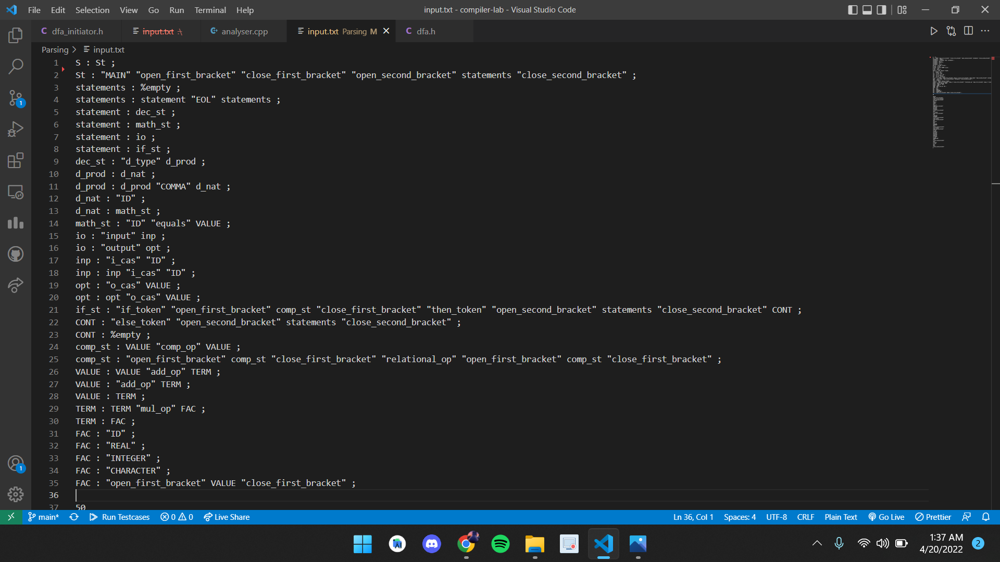 File Edit Selection View Go Run Terminal Help
input.txt - compiler-lab - Visual Studio Code
dfa_initiator.h
input.txt .\
analyser.cpp
input.txt Parsing M
dfa.h
Parsing > input.txt
1 S : St ;
2 St : "MAIN" "open_first_bracket" "close_first_bracket" "open_second_bracket" statements "close_second_bracket" ;
3 statements : %empty ;
4 statements : statement "EOL" statements ;
5 statement : dec_st ;
6 statement : math_st ;
7 statement : io ;
8 statement : if_st ;
9 dec_st : "d_type" d_prod ;
10 d_prod : d_nat ;
11 d_prod : d_prod "COMMA" d_nat ;
12 d_nat : "ID" ;
13 d_nat : math_st ;
14 math_st : "ID" "equals" VALUE ;
15 io : "input" inp ;
16 io : "output" opt ;
17 inp : "i_cas" "ID" ;
18 inp : inp "i_cas" "ID" ;
19 opt : "o_cas" VALUE ;
20 opt : opt "o_cas" VALUE ;
21 if_st : "if_token" "open_first_bracket" comp_st "close_first_bracket" "then_token" "open_second_bracket" statements "close_second_bracket" CONT ;
22 CONT : "else_token" "open_second_bracket" statements "close_second_bracket" ;
23 CONT : %empty ;
24 comp_st : VALUE "comp_op" VALUE ;
25 comp_st : "open_first_bracket" comp_st "close_first_bracket" "relational_op" "open_first_bracket" comp_st "close_first_bracket" ;
26 VALUE : VALUE "add_op" TERM ;
27 VALUE : "add_op" TERM ;
28 VALUE : TERM ;
29 TERM : TERM "mul_op" FAC ;
30 TERM : FAC ;
31 FAC : "ID" ;
32 FAC : "REAL" ;
33 FAC : "INTEGER" ;
34 FAC : "CHARACTER" ;
35 FAC : "open_first_bracket" VALUE "close_first_bracket" ;
36
37 50
1
1
main* Run Testcases 0 0 Live Share
Ln 36, Col 1 Spaces: 4 UTF-8 CRLF Plain Text Go Live Prettier
1:37 AM
4/20/2022
2